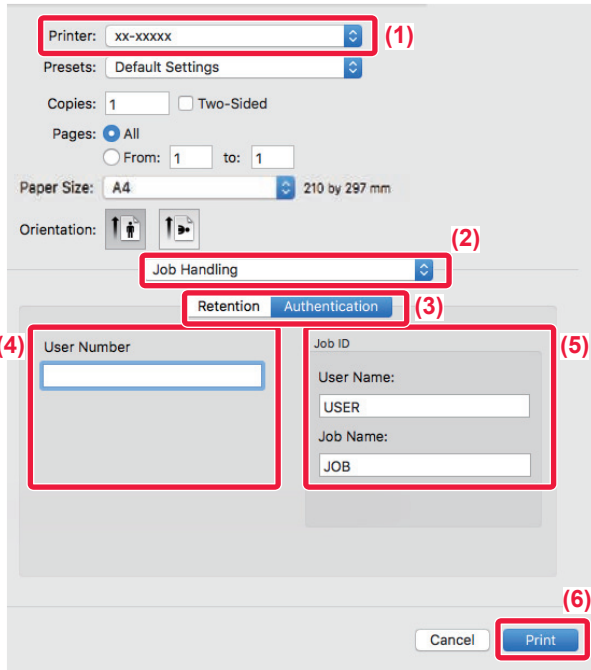 Printer: xx-xxxxx (1)
Presets: Default Settings
Copies: 1 Two-Sided
Pages: All
From: 1 to: 1
Paper Size: A4 210 by 297 mm
Orientation:
(2)
Job Handling
Retention Authentication (3)
(4) User Number
Job ID (5)
User Name:
USER
Job Name:
JOB
(6)
Cancel Print